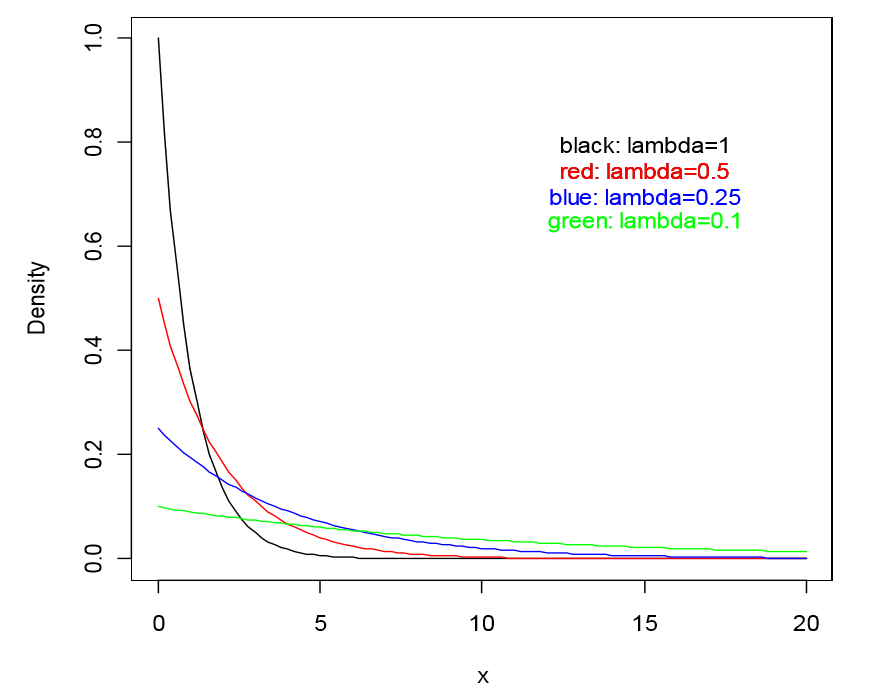 1.0
0.8
0.6
0.4
0.2
0.0
Density
black: lambda=1
red: lambda=0.5
blue: lambda=0.25
green: lambda=0.1
0 5 10 15 20
x